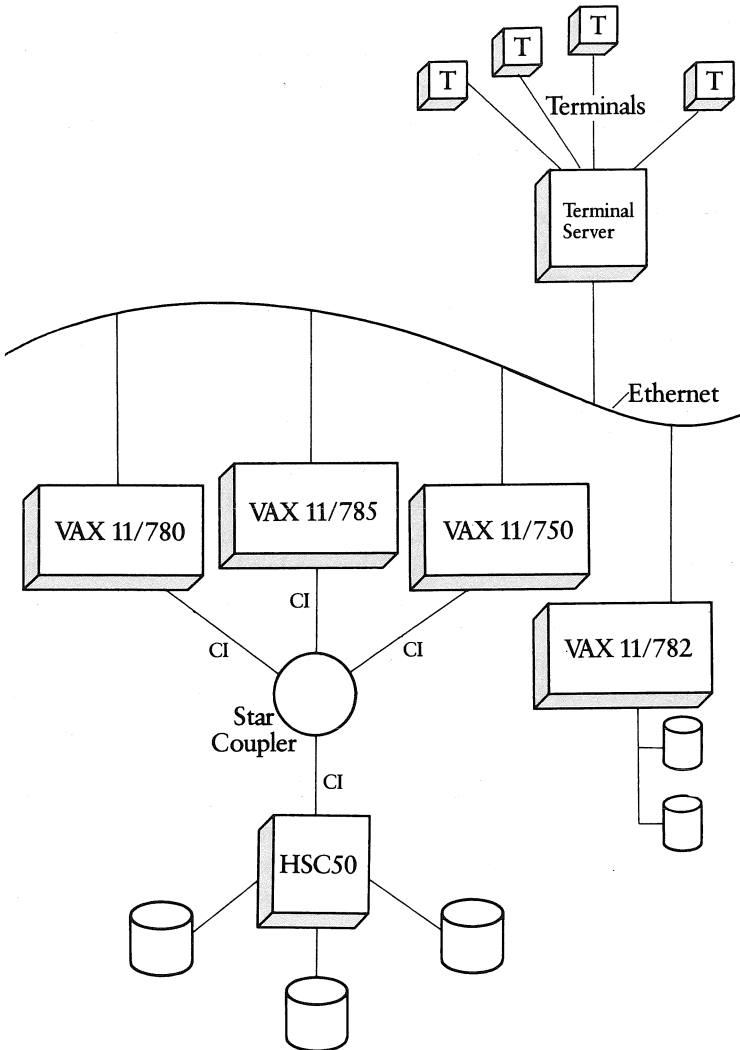 T
T
T
T
Terminals
Terminal
Server
Ethernet
VAX 11/780
VAX 11/785
VAX 11/750
CI
CI
CI
VAX 11/782
Star
Coupler
CI
HSC50